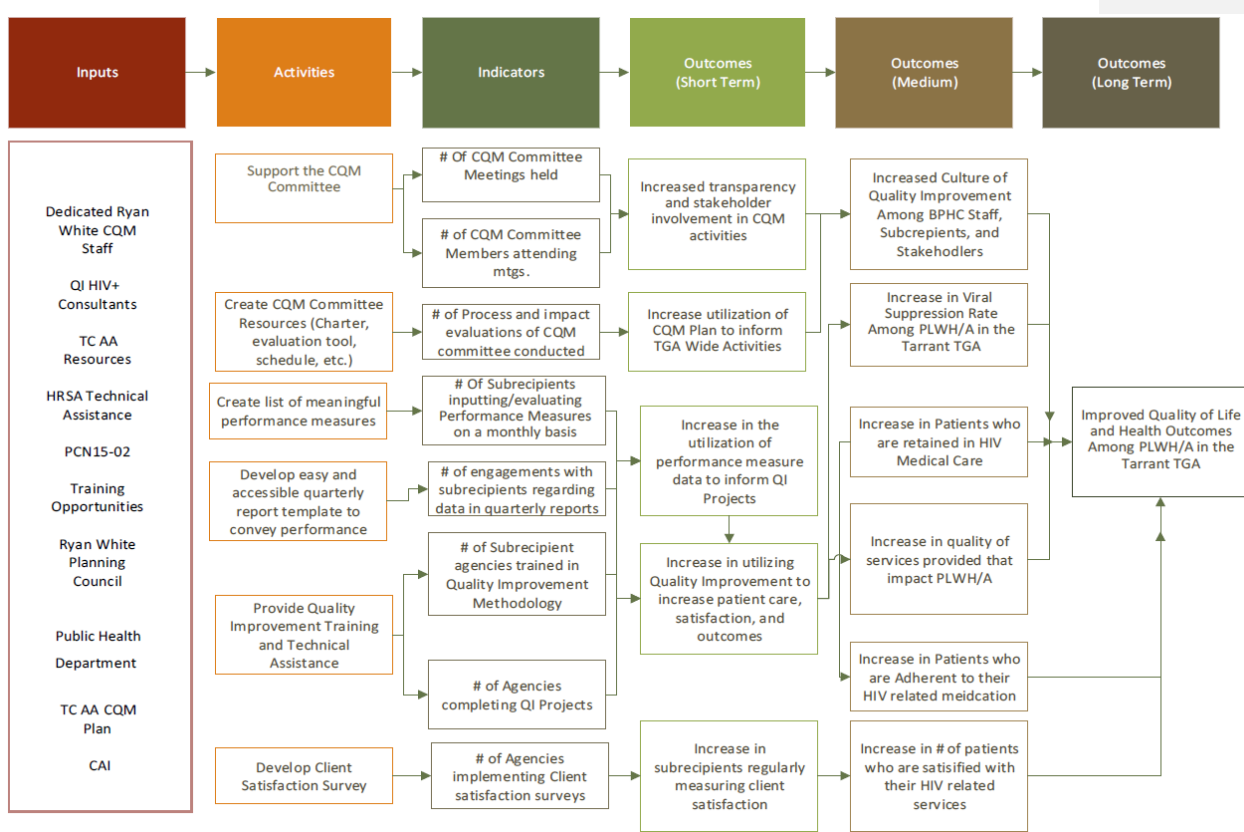 Inputs
Activities
Indicators
Outcomes
(Short Term)
Outcomes
(Medium)
Outcomes
(Long Term)
Dedicated Ryan
White CQM
Staff
QI HIV+
Consultants
TC AA
Resources
HRSA Technical
Assistance
PCN15-02
Training
Opportunities
Ryan White
Planning
Council
Public Health
Department
TC AA CQM
Plan
CAI
Support the CQM
Committee
Create CQM Committee
Resources (Charter,
evaluation tool,
schedule, etc.)
Create list of meaningful
performance measures
Develop easy and
accessible quarterly
report template to
convey performance
Provide Quality
Improvement Training
and Technical
Assistance
Develop Client
Satisfaction Survey
# Of CQM Committee
Meetings held
# of CQM Committee
Members attending
mtgs.
# of Process and impact
evaluations of CQM
committee conducted
# Of Subrecipients
inputting/evaluating
Performance Measures
on a monthly basis
# of engagements with
subrecipients regarding
data in quarterly reports
# of Subrecipient
agencies trained in
Quality Improvement
Methodology
# of Agencies
completing QI Projects
# of Agencies
implementing Client
satisfaction surveys
Increased transparency
and stakeholder
involvement in CQM
activities
Increase utilization of
CQM Plan to inform
TGA Wide Activities
Increase in the
utilization of
performance measure
data to inform QI
Projects
Increase in utilizing
Quality Improvement to
increase patient care,
satisfaction, and
outcomes
Increase in
subrecipients regularly
measuring client
satisfaction
Increased Culture of
Quality Improvement
Among BPHC Staff,
Subcrepients, and
Stakehodlers
Increase in Viral
Suppression Rate
Among PLWH/A in the
Tarrant TGA
Increase in Patients who
are retained in HIV
Medical Care
Increase in quality of
services provided that
impact PLWH/A
Increase in Patients who
are Adherent to their
HIV related meidcation
Increase in # of patients
who are satisified with
their HIV related
services
Improved Quality of Life
and Health Outcomes
Among PLWH/A in the
Tarrant TGA